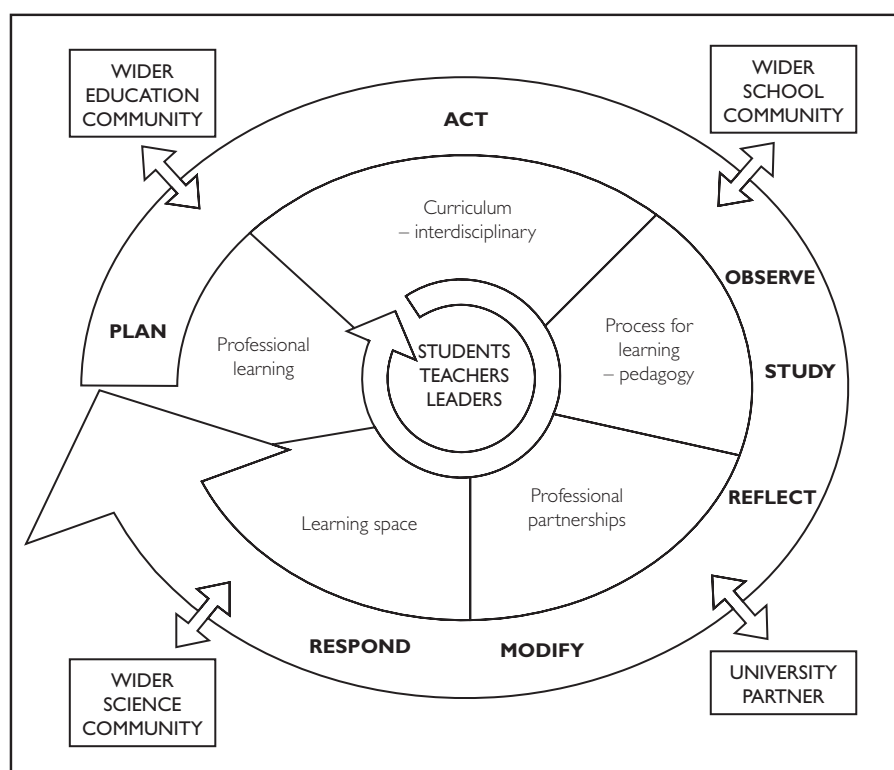 WIDER
EDUCATION
COMMUNITY
WIDER
SCHOOL
COMMUNITY
ACT
Curriculum
– interdisciplinary
OBSERVE
PLAN
Professional
learning
STUDENTS
TEACHERS
LEADERS
Process for
learning
– pedagogy
STUDY
REFLECT
Professional
partnerships
Learning space
RESPOND
MODIFY
WIDER
SCIENCE
COMMUNITY
UNIVERSITY
PARTNER